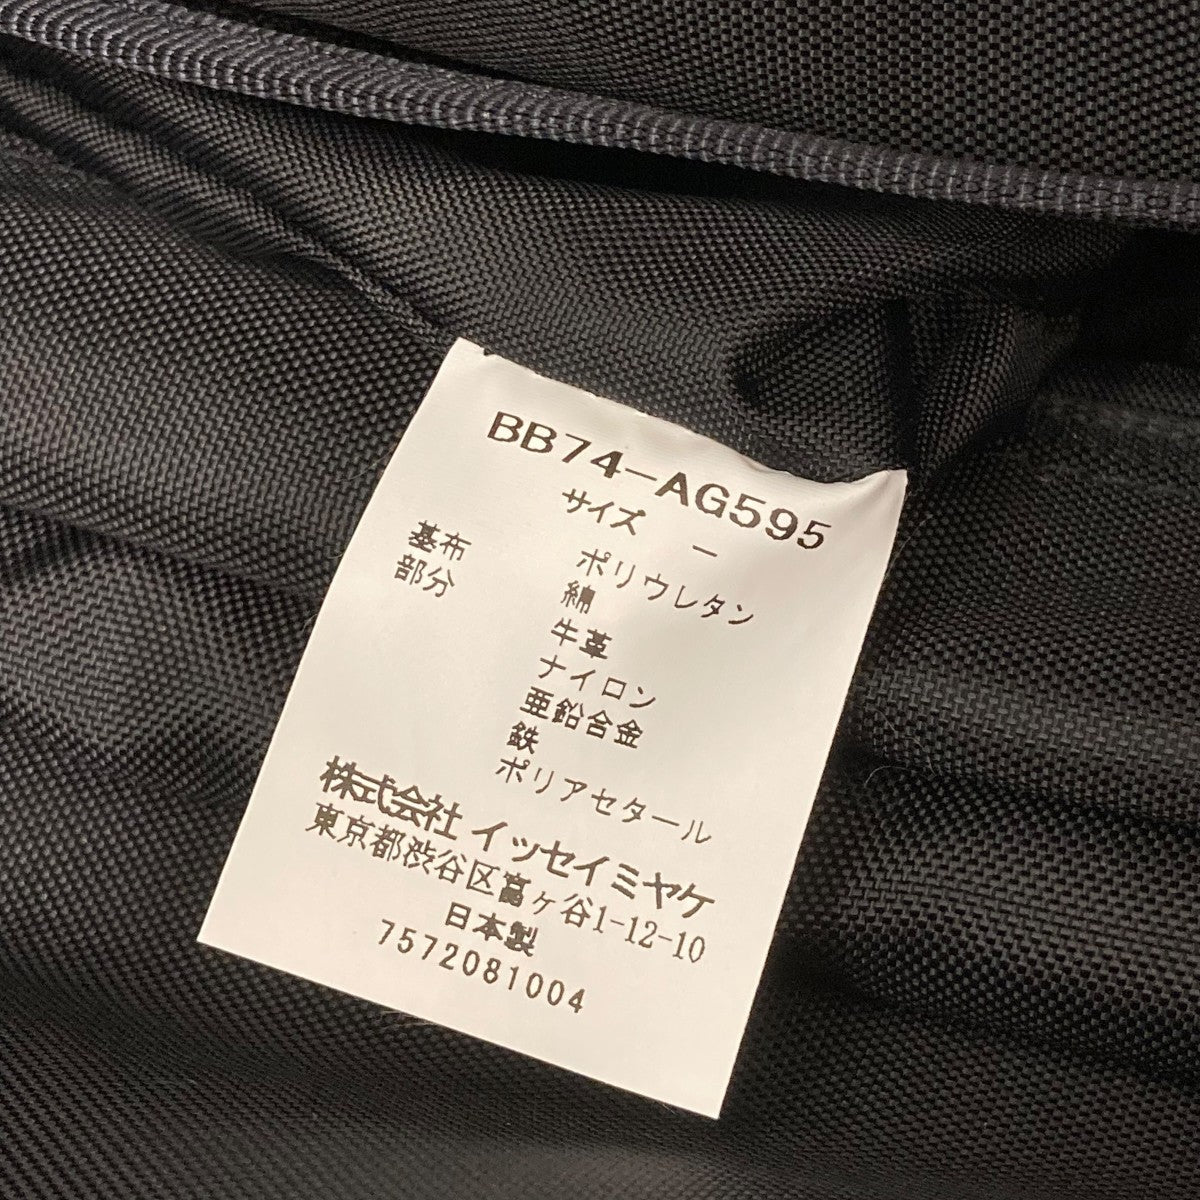 BB74-AG595
サイズ －
基布 ポリウレタン
部分 綿
牛革
ナイロン
亜鉛合金
鉄
ポリアセタール
株式会社 イッセイミヤケ
東京都渋谷区富ヶ谷1-12-10
日本製
7572081004